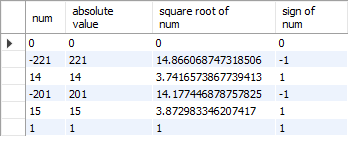 num absolute value square root of num sign of num
0 0 0 0
-221 221 14.866068747318506 -1
14 14 3.7416573867739413 1
-201 201 14.177446878757825 -1
15 15 3.872983346207417 1
1 1 1 1